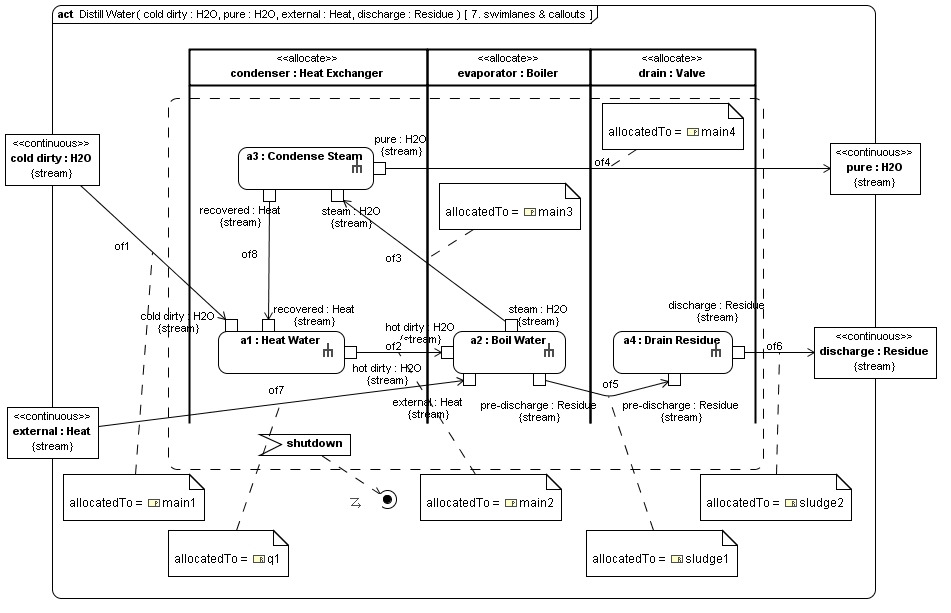 act Distill Water( cold dirty : H2O, pure : H2O, external : Heat, discharge : Residue ) [ 7. swimlanes & callouts ]
<<allocate>>
condenser : Heat Exchanger
<<allocate>>
evaporator : Boiler
<<allocate>>
drain : Valve
allocatedTo = P main4
<<continuous>>
cold dirty : H2O
{stream}
a3 : Condense Steam
pure : H2O
{stream}
of4
<<continuous>>
pure : H2O
{stream}
recovered : Heat
{stream}
steam : H2O
{stream}
allocatedTo = P main3
of1
of8
of3
cold dirty : H2O
{stream}
recovered : Heat
{stream}
steam : H2O
{stream}
discharge : Residue
{stream}
a1 : Heat Water
hot dirty : H2O
{stream}
of2
hot dirty : H2O
{stream}
a2 : Boil Water
a4 : Drain Residue
of6
<<continuous>>
discharge : Residue
{stream}
of7
external : Heat
{stream}
pre-discharge : Residue
{stream}
of5
pre-discharge : Residue
{stream}
<<continuous>>
external : Heat
{stream}
shutdown
allocatedTo = P main1
allocatedTo = P main2
allocatedTo = R sludge2
allocatedTo = R q1
allocatedTo = R sludge1